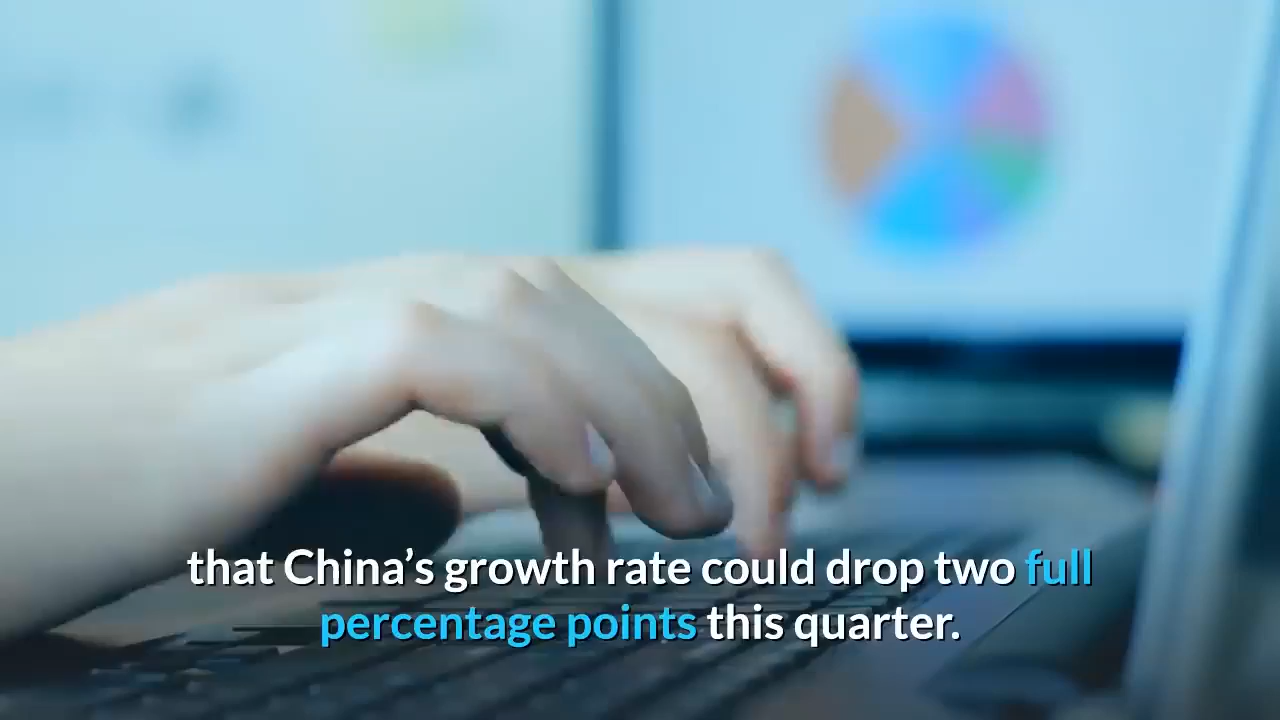 that China’s growth rate could drop two full
percentage points this quarter.